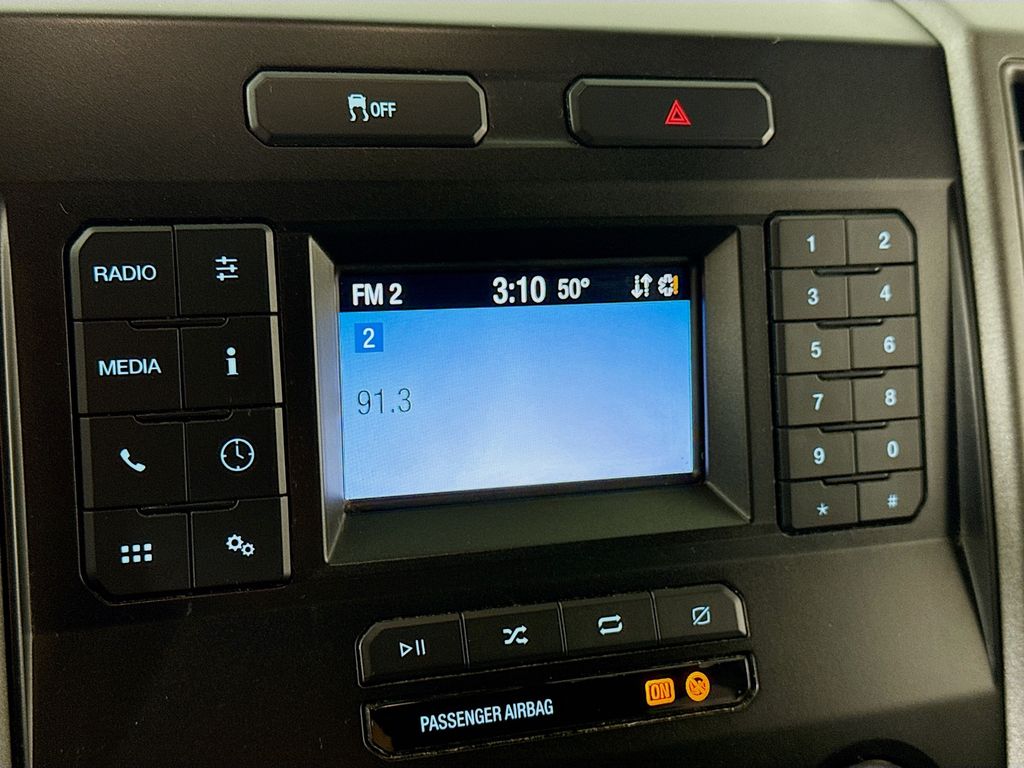 OFF
RADIO
MEDIA
FM 2 3:10 50°
2
91.3
1 2
3 4
5 6
7 8
9 0
* #
PASSENGER AIRBAG ON